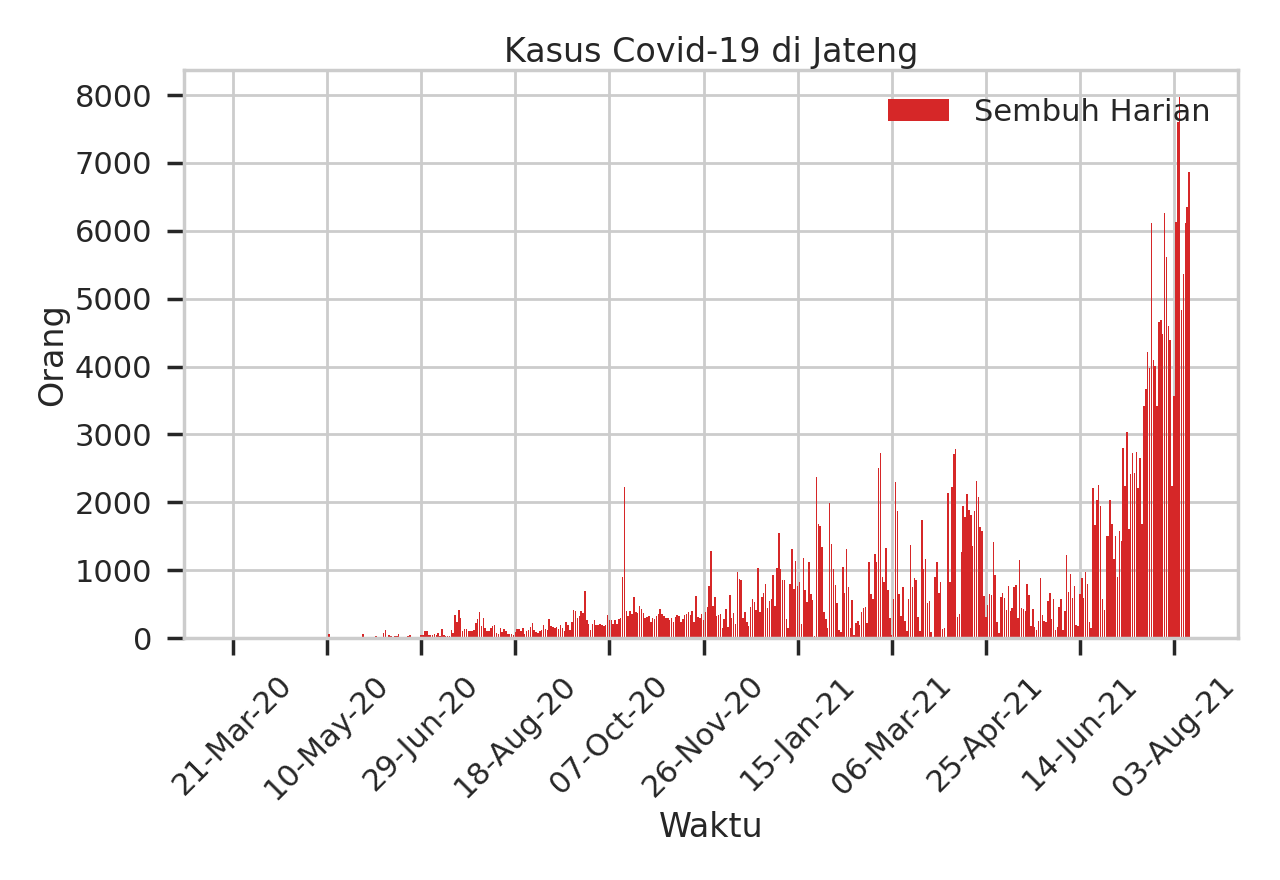 Kasus Covid-19 di Jateng
Sembuh Harian
Orang
8000
7000
6000
5000
4000
3000
2000
1000
0
21-Mar-20
10-May-20
29-Jun-20
18-Aug-20
07-Oct-20
26-Nov-20
15-Jan-21
06-Mar-21
25-Apr-21
14-Jun-21
03-Aug-21
Waktu